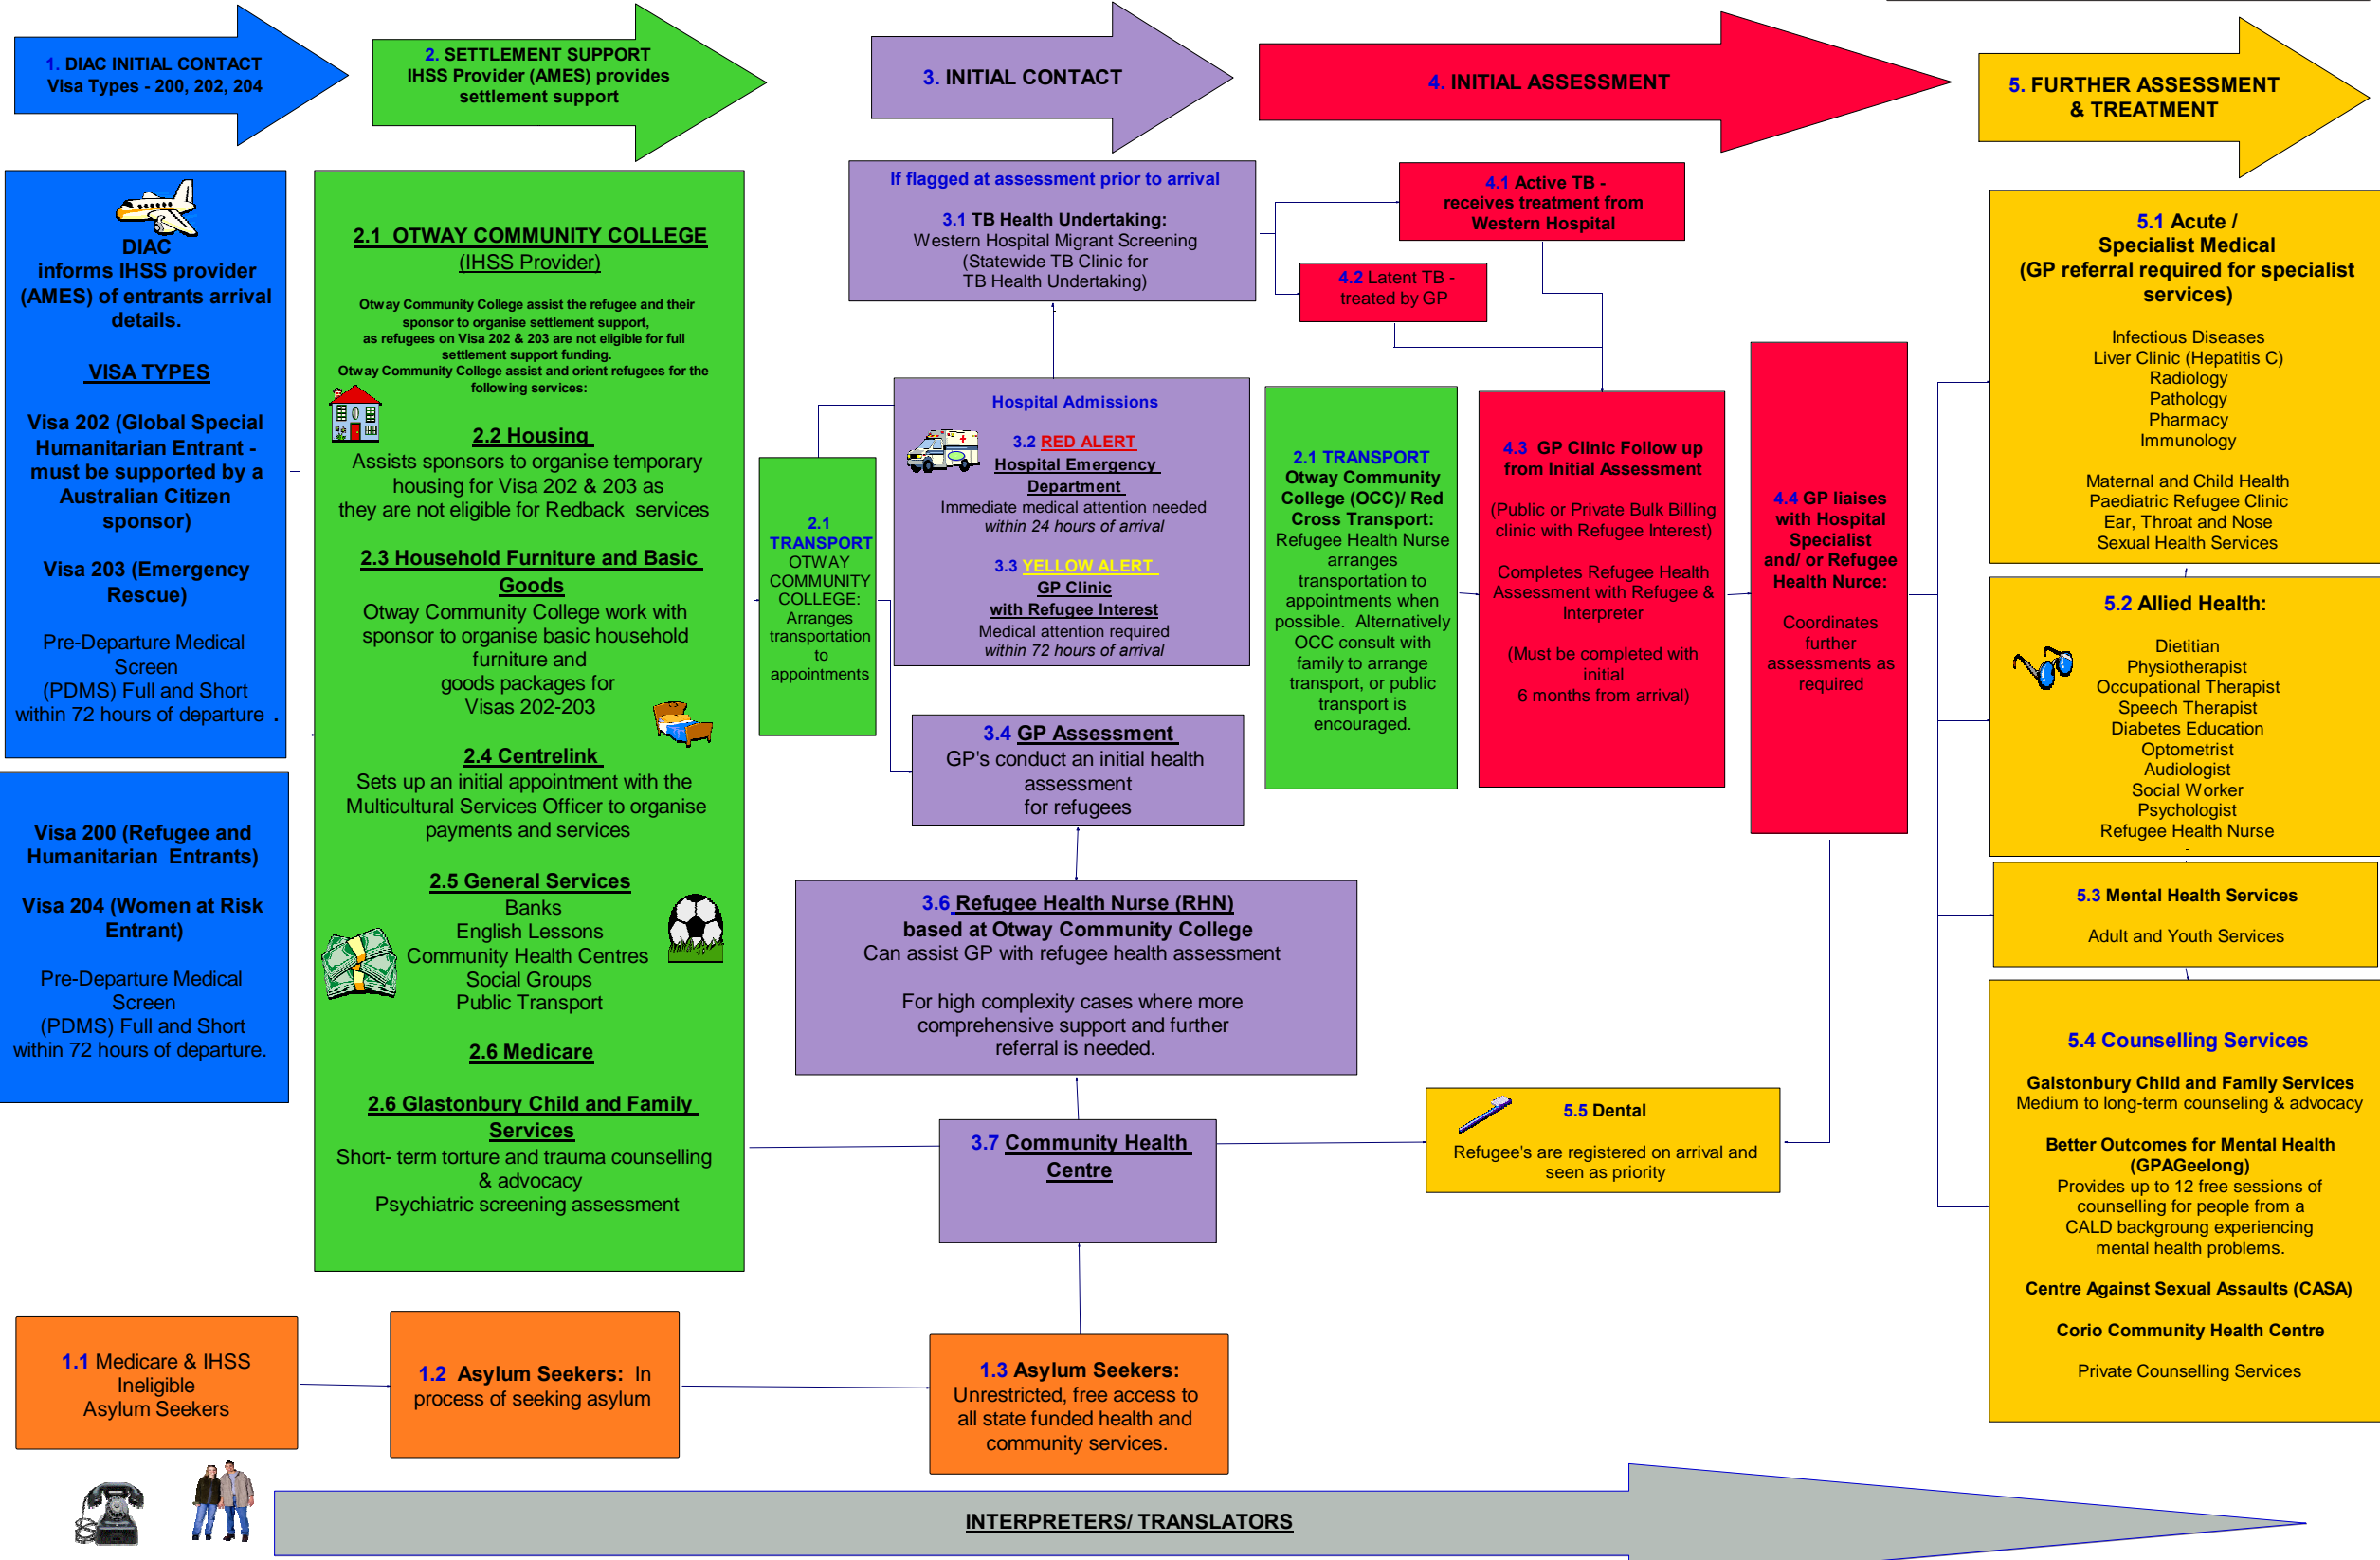 1. DIAC INITIAL CONTACT
Visa Types - 200, 202, 204
2. SETTLEMENT SUPPORT
IHSS Provider (AMES) provides
settlement support
3. INITIAL CONTACT
4. INITIAL ASSESSMENT
5. FURTHER ASSESSMENT
& TREATMENT
DIAC
informs IHSS provider
(AMES) of entrants arrival
details.
VISA TYPES
Visa 202 (Global Special
Humanitarian Entrant -
must be supported by a
Australian Citizen
sponsor)
Visa 203 (Emergency
Rescue)
Pre-Departure Medical
Screen
(PDMS) Full and Short
within 72 hours of departure .
Visa 200 (Refugee and
Humanitarian Entrants)
Visa 204 (Women at Risk
Entrant)
Pre-Departure Medical
Screen
(PDMS) Full and Short
within 72 hours of departure.
2.1 OTWAY COMMUNITY COLLEGE
(IHSS Provider)
Otway Community College assist the refugee and their
sponsor to organise settlement support,
as refugees on Visa 202 & 203 are not eligible for full
settlement support funding.
Otway Community College assist and orient refugees for the
following services:
2.2 Housing
Assists sponsors to organise temporary
housing for Visa 202 & 203 as
they are not eligible for Redback services
2.3 Household Furniture and Basic
Goods
Otway Community College work with
sponsor to organise basic household
furniture and
goods packages for
Visas 202-203
2.4 Centrelink
Sets up an initial appointment with the
Multicultural Services Officer to organise
payments and services
2.5 General Services
Banks
English Lessons
Community Health Centres
Social Groups
Public Transport
2.6 Medicare
2.6 Glastonbury Child and Family
Services
Short- term torture and trauma counselling
& advocacy
Psychiatric screening assessment
2.1
TRANSPORT
OTWAY
COMMUNITY
COLLEGE:
Arranges
transportation
to
appointments
If flagged at assessment prior to arrival
3.1 TB Health Undertaking:
Western Hospital Migrant Screening
(Statewide TB Clinic for
TB Health Undertaking)
Hospital Admissions
3.2 RED ALERT
Hospital Emergency
Department
Immediate medical attention needed
within 24 hours of arrival
3.3 YELLOW ALERT
GP Clinic
with Refugee Interest
Medical attention required
within 72 hours of arrival
3.4 GP Assessment
GP's conduct an initial health
assessment
for refugees
3.6 Refugee Health Nurse (RHN)
based at Otway Community College
Can assist GP with refugee health assessment
For high complexity cases where more
comprehensive support and further
referral is needed.
3.7 Community Health
Centre
4.1 Active TB -
receives treatment from
Western Hospital
4.2 Latent TB -
treated by GP
2.1 TRANSPORT
Otway Community
College (OCC)/ Red
Cross Transport:
Refugee Health Nurse
arranges
transportation to
appointments when
possible. Alternatively
OCC consult with
family to arrange
transport, or public
transport is
encouraged.
4.3 GP Clinic Follow up
from Initial Assessment
(Public or Private Bulk Billing
clinic with Refugee Interest)
Completes Refugee Health
Assessment with Refugee &
Interpreter
(Must be completed with
initial
6 months from arrival)
4.4 GP liaises
with Hospital
Specialist
and/ or Refugee
Health Nurce:
Coordinates
further
assessments as
required
5.1 Acute /
Specialist Medical
(GP referral required for specialist
services)
Infectious Diseases
Liver Clinic (Hepatitis C)
Radiology
Pathology
Pharmacy
Immunology
Maternal and Child Health
Paediatric Refugee Clinic
Ear, Throat and Nose
Sexual Health Services
5.2 Allied Health:
Dietitian
Physiotherapist
Occupational Therapist
Speech Therapist
Diabetes Education
Optometrist
Audiologist
Social Worker
Psychologist
Refugee Health Nurse
5.3 Mental Health Services
Adult and Youth Services
5.4 Counselling Services
Galstonbury Child and Family Services
Medium to long-term counseling & advocacy
Better Outcomes for Mental Health
(GPAGeelong)
Provides up to 12 free sessions of
counselling for people from a
CALD backgroung experiencing
mental health problems.
Centre Against Sexual Assaults (CASA)
Corio Community Health Centre
Private Counselling Services
5.5 Dental
Refugee's are registered on arrival and
seen as priority
1.1 Medicare & IHSS
Ineligible
Asylum Seekers
1.2 Asylum Seekers: In
process of seeking asylum
1.3 Asylum Seekers:
Unrestricted, free access to
all state funded health and
community services.
INTERPRETERS/ TRANSLATORS